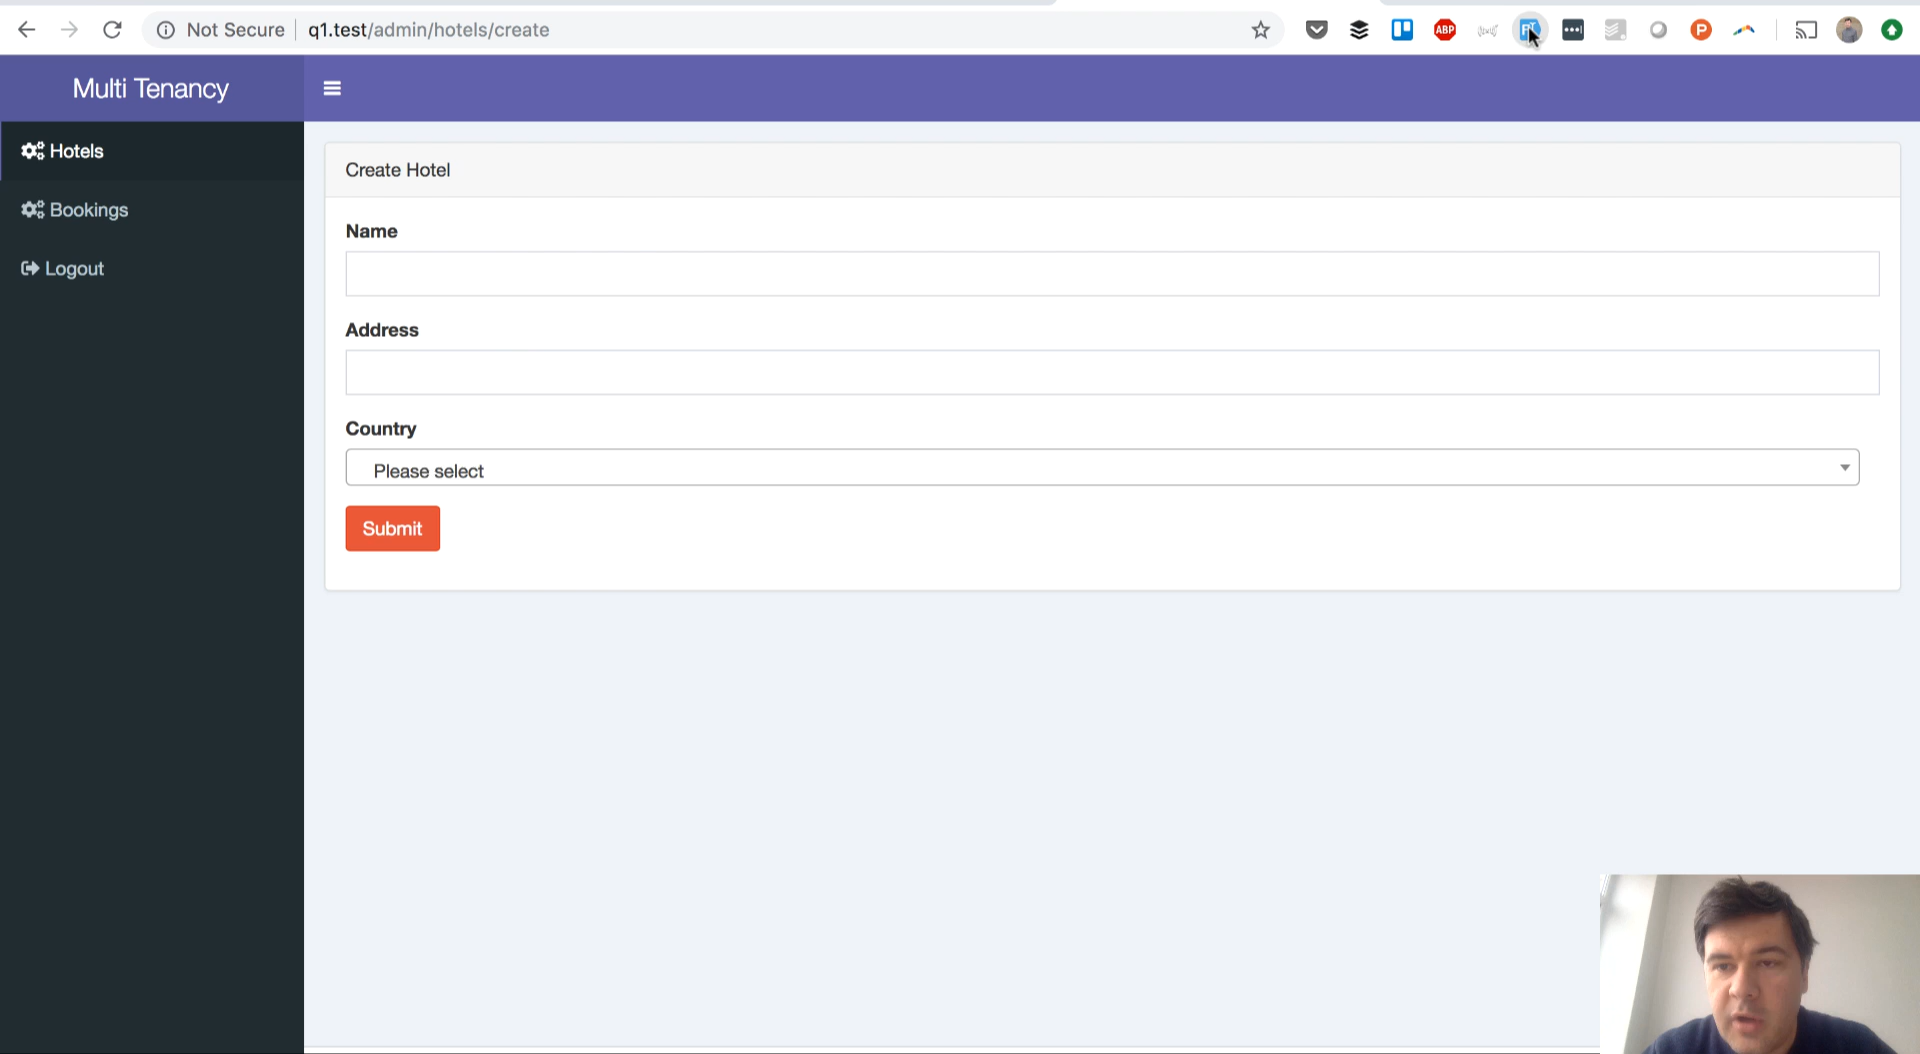 Not Secure
q1.test/admin/hotels/create
ABP
P
Multi Tenancy
Hotels
Bookings
Logout
Create Hotel
Name
Address
Country
Please select
Submit